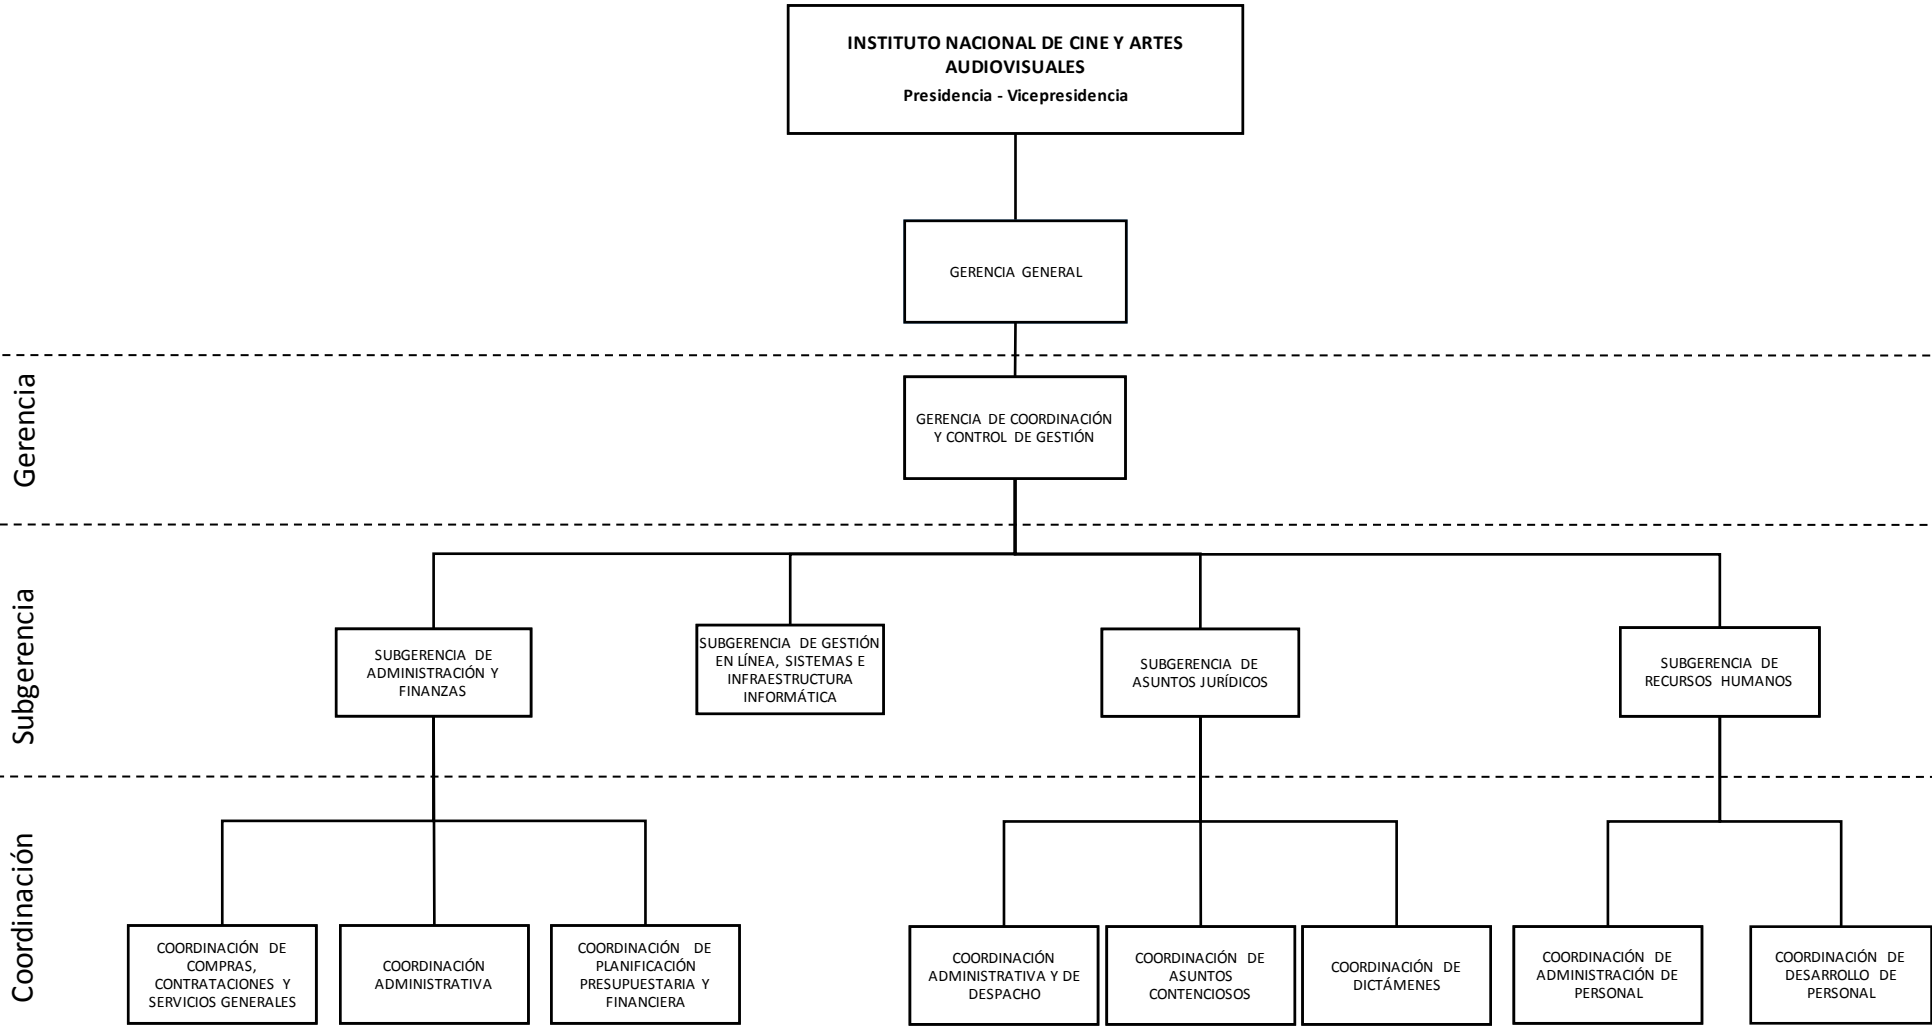 INSTITUTO NACIONAL DE CINE Y ARTES
AUDIOVISUALES
Presidencia - Vicepresidencia
GERENCIA GENERAL
Gerencia
GERENCIA DE COORDINACIÓN
Y CONTROL DE GESTIÓN
Subgerencia
SUBGERENCIA DE
ADMINISTRACIÓN Y
FINANZAS
SUBGERENCIA DE GESTIÓN
EN LÍNEA, SISTEMAS E
INFRAESTRUCTURA
INFORMÁTICA
SUBGERENCIA DE
ASUNTOS JURÍDICOS
SUBGERENCIA DE
RECURSOS HUMANOS
Coordinación
COORDINACIÓN DE
COMPRAS,
CONTRATACIONES Y
SERVICIOS GENERALES
COORDINACIÓN
ADMINISTRATIVA
COORDINACIÓN DE
PLANIFICACIÓN
PRESUPUESTARIA Y
FINANCIERA
COORDINACIÓN
ADMINISTRATIVA Y DE
DESPACHO
COORDINACIÓN DE
ASUNTOS
CONTENCIOSOS
COORDINACIÓN DE
DICTÁMENES
COORDINACIÓN DE
ADMINISTRACIÓN DE
PERSONAL
COORDINACIÓN DE
DESARROLLO DE
PERSONAL